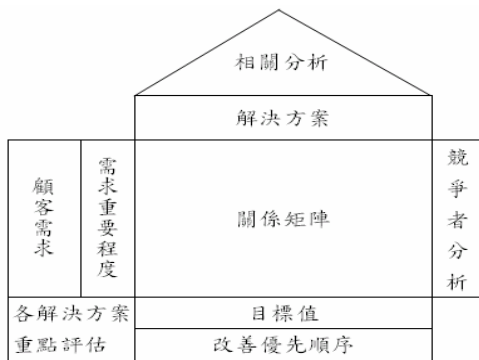 相關分析
解決方案
顧客需求
需求重要程度
關係矩陣
競爭者分析
各解決方案
重點評估
目標值
改善優先順序